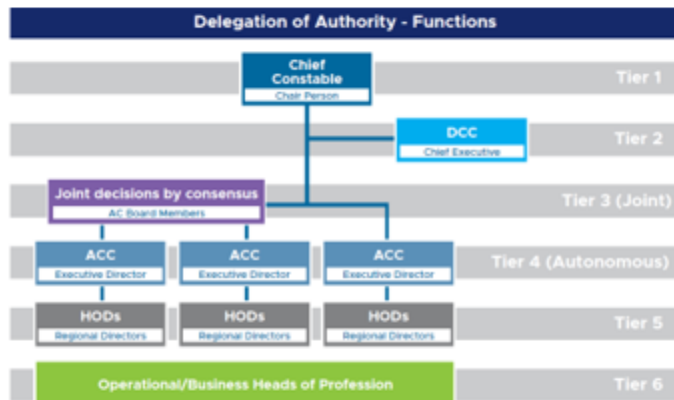 Delegation of Authority - Functions
Chief
Constable
Chair Person
Tier 1
DCC
Chief Executive
Tier 2
Joint decisions by consensus
AC Board Members
Tier 3 (Joint)
ACC
Executive Director
ACC
Executive Director
ACC
Executive Director
Tier 4 (Autonomous)
HODs
Regional Directors
HODs
Regional Directors
HODs
Regional Directors
Tier 5
Operational/Business Heads of Profession
Tier 6